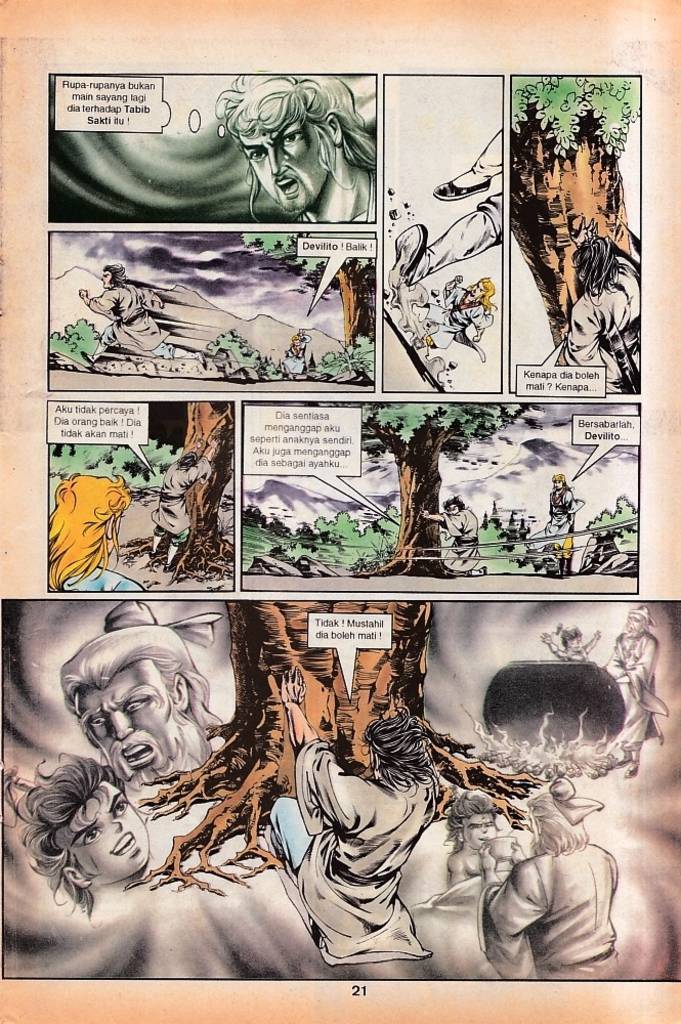 Rupa-rupanya bukan
main sayang lagi
dia terhadap Tabib
Sakti itu !
Devilito ! Balik !
Kenapa dia boleh
mati ? Kenapa...
Aku tidak percaya !
Dia orang baik ! Dia
tidak akan mati !
Dia sentiasa
menganggap aku
seperti anaknya sendiri.
Aku juga menganggap
dia sebagai ayahku...
Bersabarlah,
Devilito...
Tidak ! Mustahil
dia boleh mati !
21